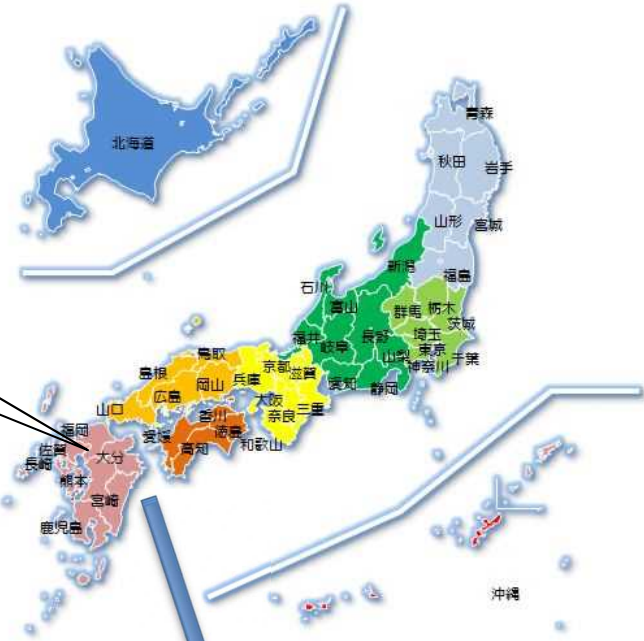 北海道
青森
秋田
岩手
山形
宮城
新潟
福島
石川
富山
群馬
栃木
茨城
福井
岐阜
長野
埼玉
山梨
東京
千葉
神奈川
愛知
静岡
鳥取
島根
岡山
兵庫
京都
滋賀
広島
大阪
奈良
三重
山口
香川
徳島
和歌山
愛媛
高知
福岡
佐賀
長崎
大分
熊本
宮崎
鹿児島
沖縄